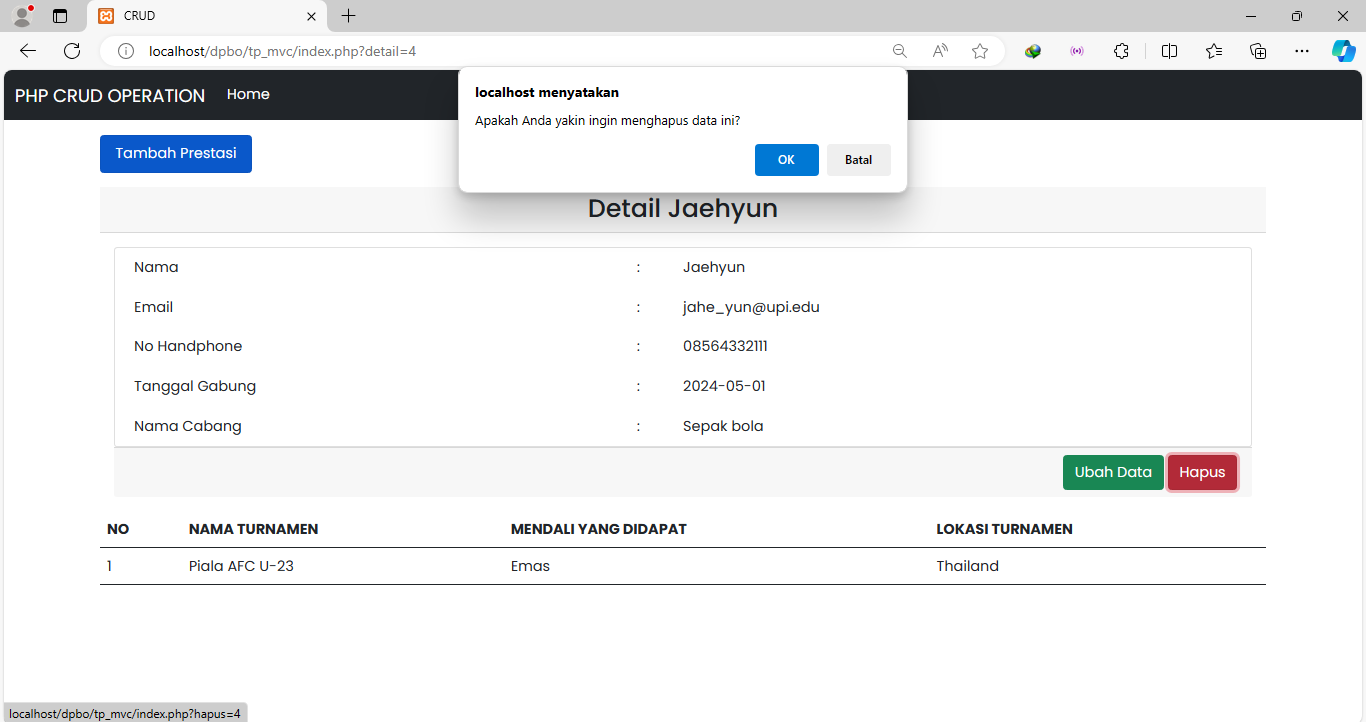 CRUD
localhost/dpbo/tp_mvc/index.php?detail=4
PHP CRUD OPERATION Home
localhost menyatakan
Apakah Anda yakin ingin menghapus data ini?
OK Batal
Tambah Prestasi
Detail Jaehyun
Nama : Jaehyun
Email : jahe_yun@upi.edu
No Handphone : 08564332111
Tanggal Gabung : 2024-05-01
Nama Cabang : Sepak bola
Ubah Data Hapus
NO NAMA TURNAMEN MENDALI YANG DIDAPAT LOKASI TURNAMEN
1 Piala AFC U-23 Emas Thailand
localhost/dpbo/tp_mvc/index.php?hapus=4